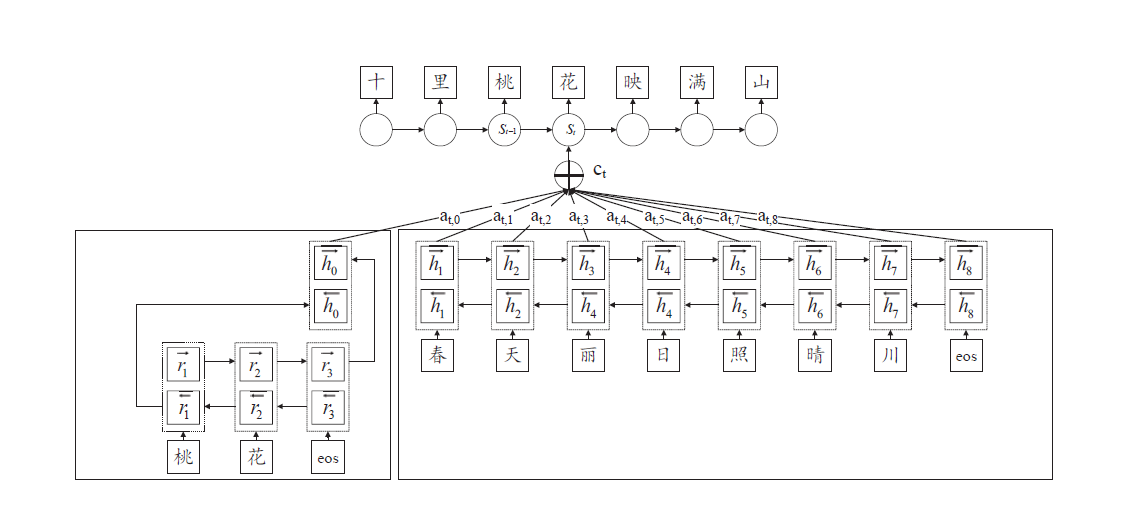 十 里 桃 花 映 满 山
S_{t-1} S_t
c_t
a_{t,0} a_{t,1} a_{t,2} a_{t,3} a_{t,4} a_{t,5} a_{t,6} a_{t,7} a_{t,8}
h_0 h_1 h_2 h_3 h_4 h_5 h_6 h_7 h_8
h_0 h_1 h_2 h_4 h_4 h_5 h_6 h_7 h_8
春 天 丽 日 照 晴 川 eos
r_1 r_2 r_3
r_1 r_2 r_3
桃 花 eos